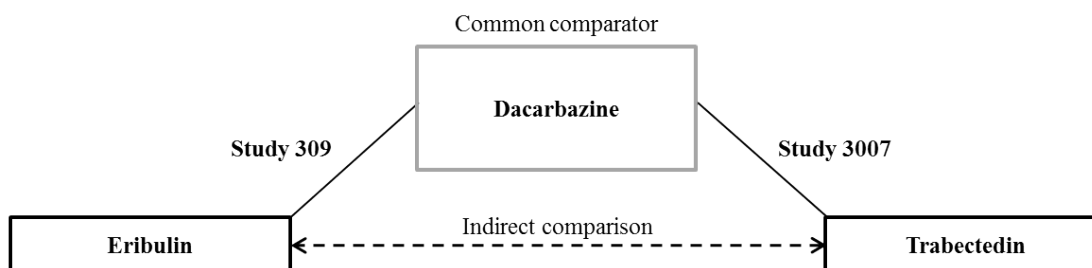 Common comparator
Dacarbazine
Study 309
Study 3007
Indirect comparison
Eribulin
Trabectedin